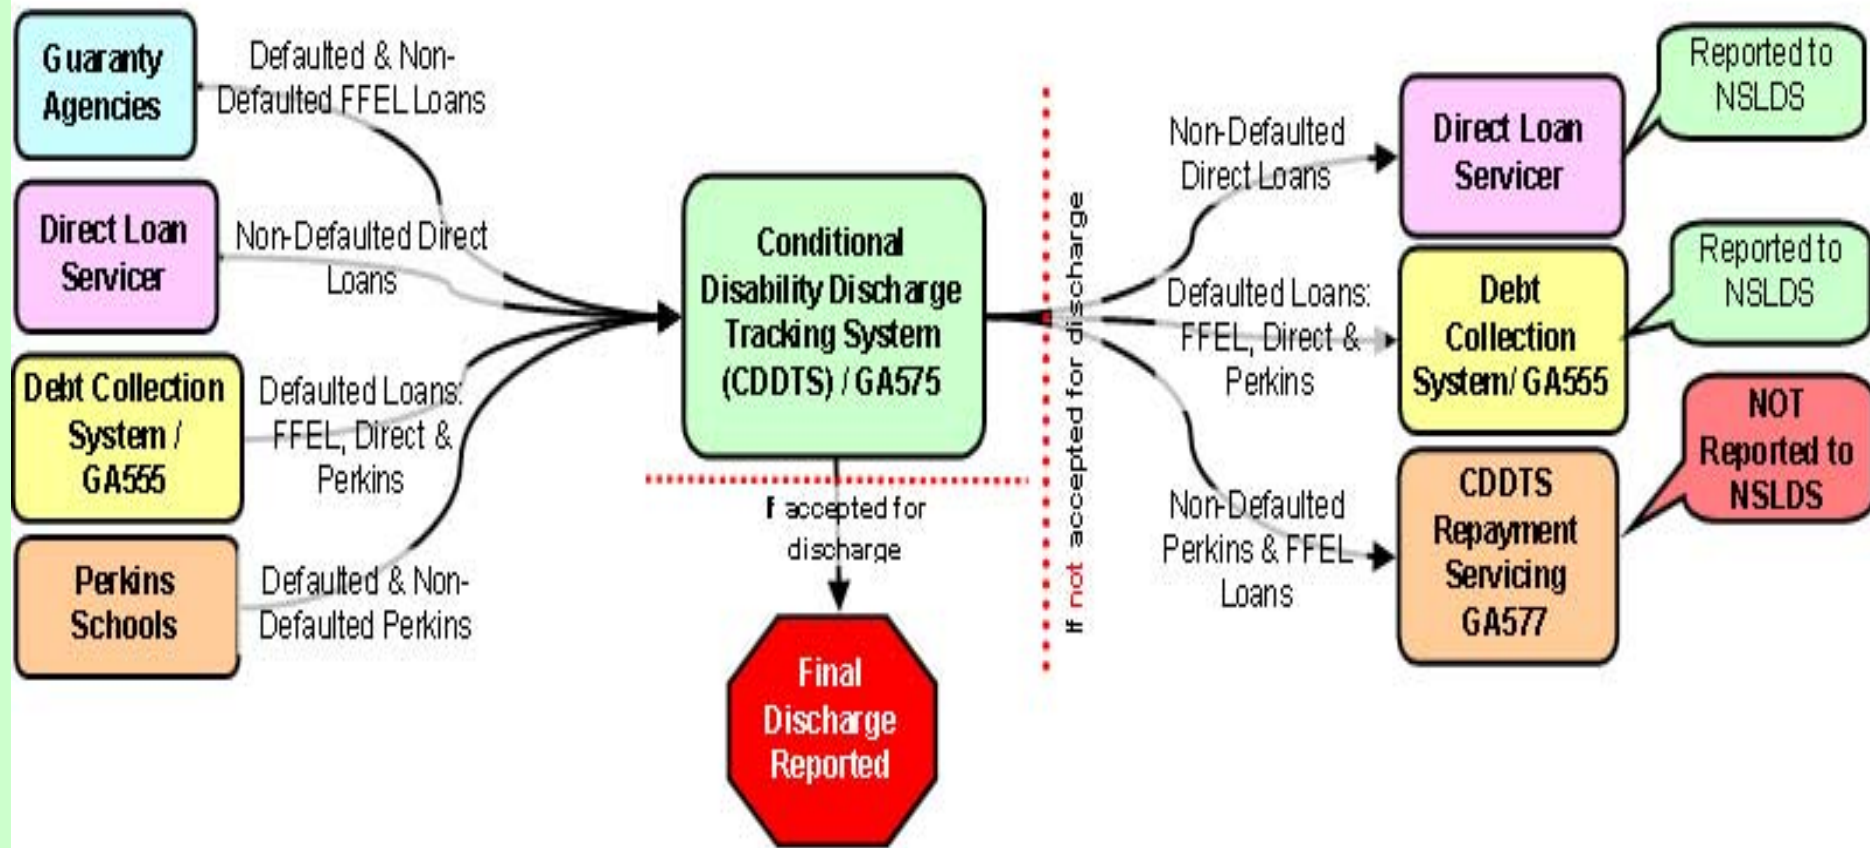 Guaranty
Agencies
Defaulted & Non-
Defaulted FFEL Loans
Direct Loan
Servicer
Non-Defaulted Direct
Loans
Debt Collection
System /
GA555
Defaulted Loans:
FFEL, Direct &
Perkins
Perkins
Schools
Defaulted & Non-
Defaulted Perkins
Conditional
Disability Discharge
Tracking System
(CDDTS) / GA575
If accepted for
discharge
Final
Discharge
Reported
If not accepted for discharge
Non-Defaulted
Direct Loans
Direct Loan
Servicer
Reported to
NSLDS
Defaulted Loans:
FFEL, Direct &
Perkins
Debt
Collection
System/ GA555
Reported to
NSLDS
Non-Defaulted
Perkins & FFEL
Loans
CDDTS
Repayment
Servicing
GA577
NOT
Reported to
NSLDS